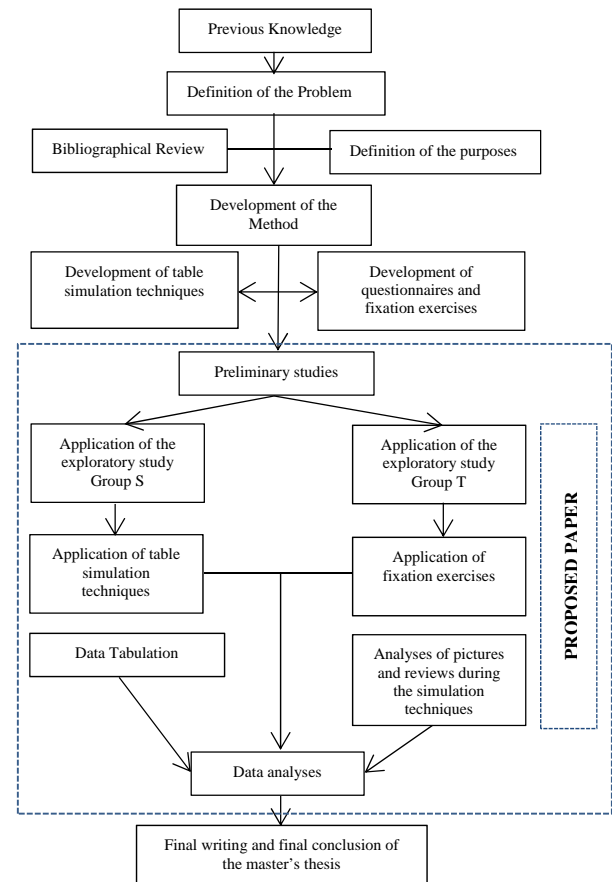 Previous Knowledge
Definition of the Problem
Bibliographical Review
Definition of the purposes
Development of the
Method
Development of table
simulation techniques
Development of
questionnaires and
fixation exercises
Preliminary studies
Application of the
exploratory study
Group S
Application of the
exploratory study
Group T
Application of table
simulation
techniques
Application of
fixation exercises
PROPOSED PAPER
Data Tabulation
Analyses of pictures
and reviews during
the simulation
techniques
Data analyses
Final writing and final conclusion of
the master's thesis